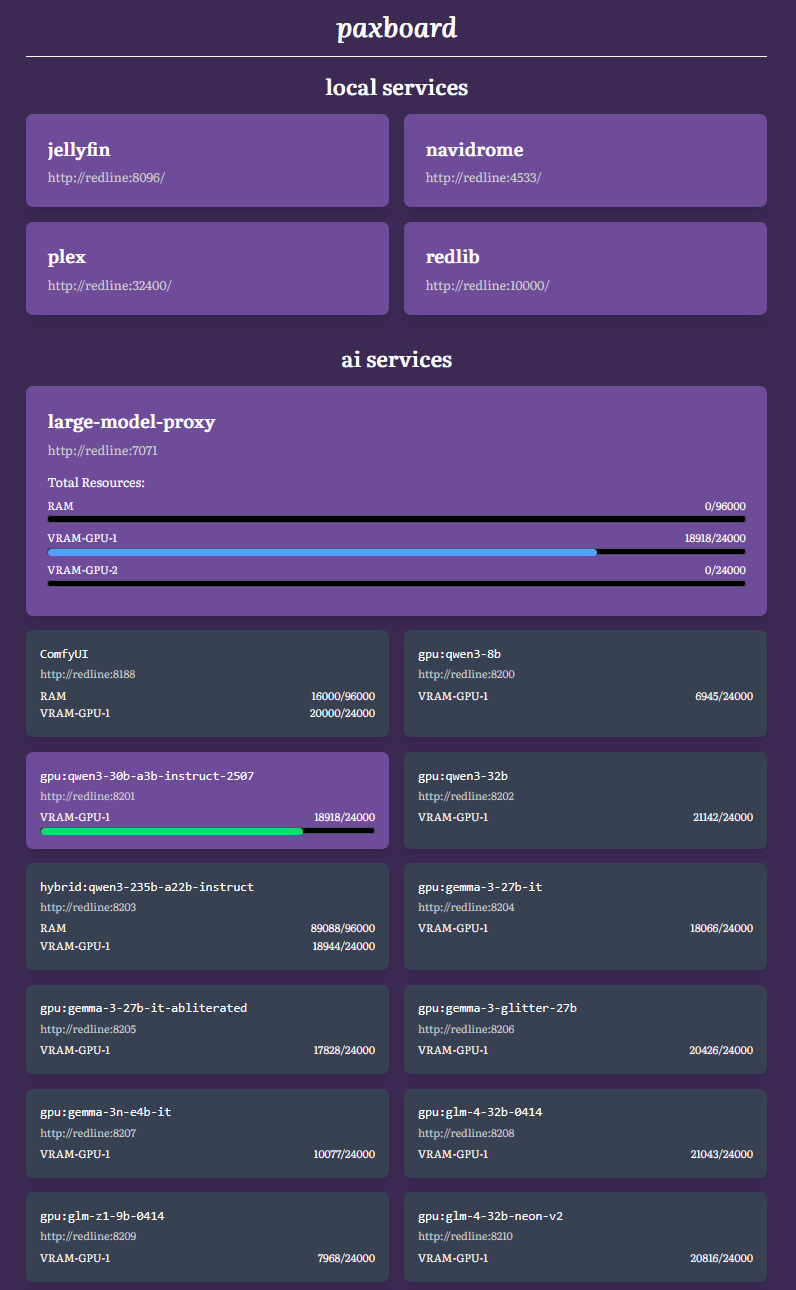 paxboard
local services
jellyfin
http://redline:8096/
navidrome
http://redline:4533/
plex
http://redline:32400/
redlib
http://redline:10000/
ai services
large-model-proxy
http://redline:7071
Total Resources:
RAM 0/96000
VRAM-GPU-1 18918/24000
VRAM-GPU-2 0/24000
ComfyUI
http://redline:8188
RAM 16000/96000
VRAM-GPU-1 20000/24000
gpu:qwen3-8b
http://redline:8200
VRAM-GPU-1 6945/24000
gpu:qwen3-30b-a3b-instruct-2507
http://redline:8201
VRAM-GPU-1 18918/24000
gpu:qwen3-32b
http://redline:8202
VRAM-GPU-1 21142/24000
hybrid:qwen3-235b-a22b-instruct
http://redline:8203
RAM 89088/96000
VRAM-GPU-1 18944/24000
gpu:gemma-3-27b-it
http://redline:8204
VRAM-GPU-1 18066/24000
gpu:gemma-3-27b-it-abliterated
http://redline:8205
VRAM-GPU-1 17828/24000
gpu:gemma-3-glitter-27b
http://redline:8206
VRAM-GPU-1 20426/24000
gpu:gemma-3n-e4b-it
http://redline:8207
VRAM-GPU-1 10077/24000
gpu:glm-4-32b-0414
http://redline:8208
VRAM-GPU-1 21043/24000
gpu:glm-z1-9b-0414
http://redline:8209
VRAM-GPU-1 7968/24000
gpu:glm-4-32b-neon-v2
http://redline:8210
VRAM-GPU-1 20816/24000